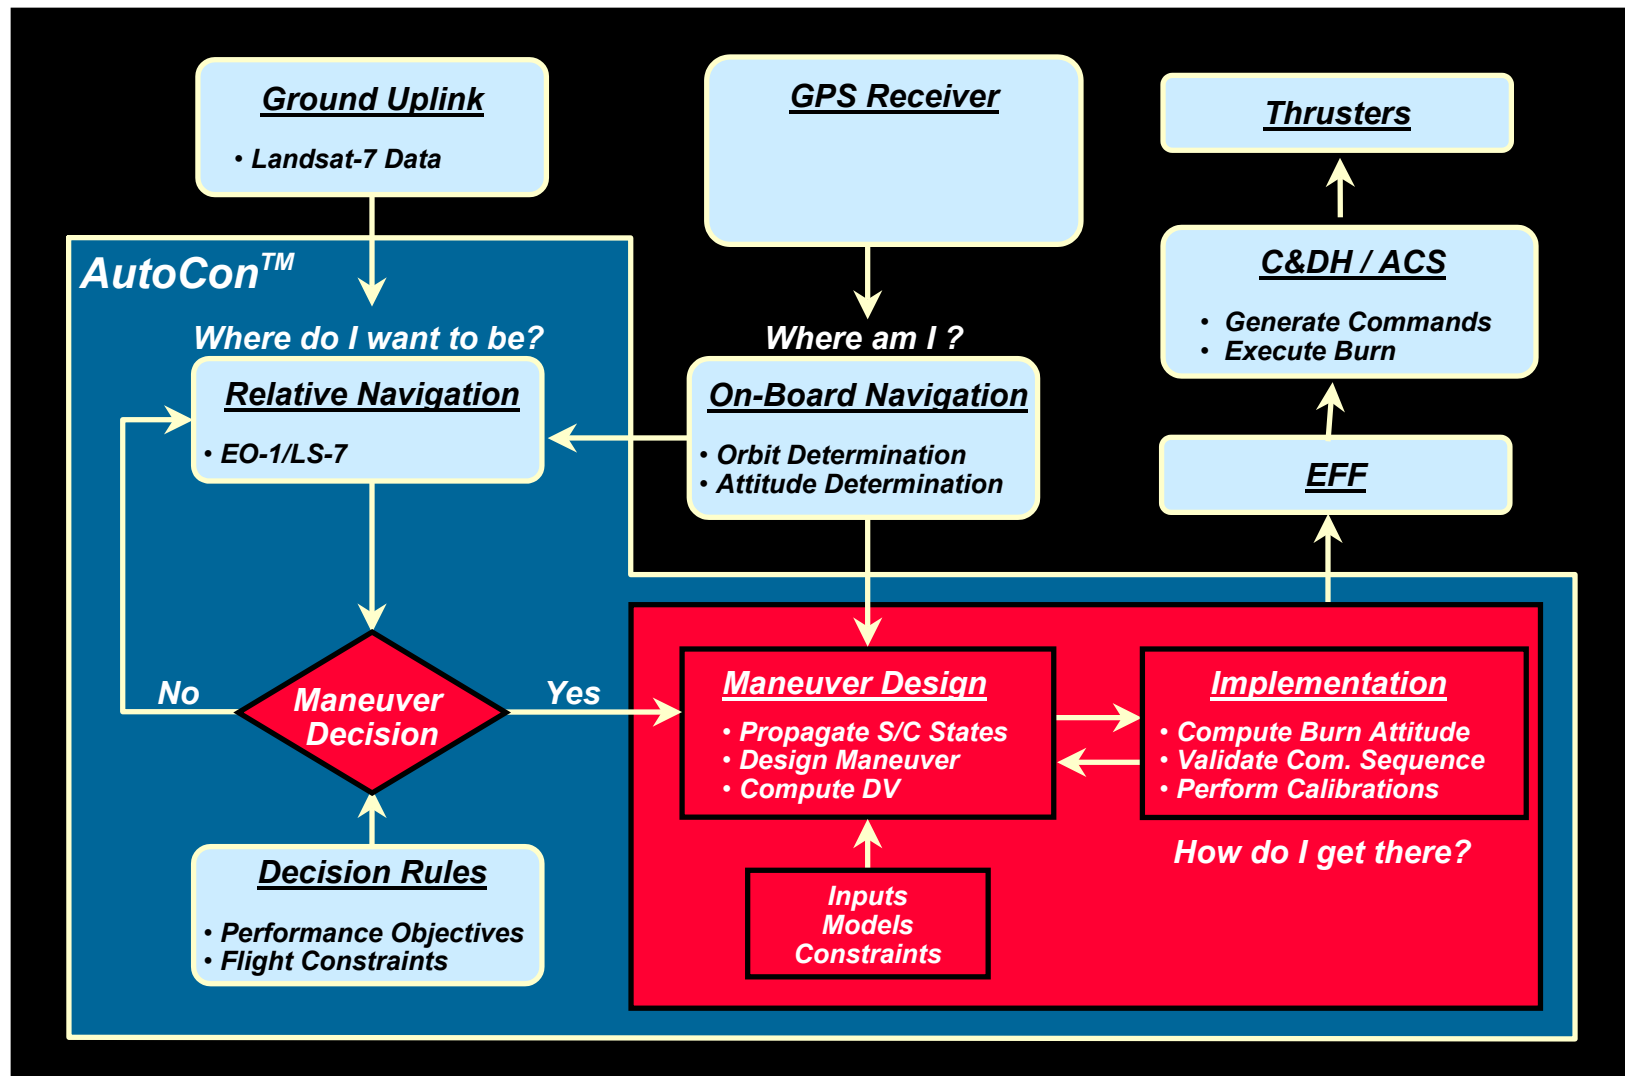 Ground Uplink
• Landsat-7 Data
GPS Receiver
Thrusters
C&DH / ACS
• Generate Commands
• Execute Burn
AutoCon™
Where do I want to be?
Relative Navigation
• EO-1/LS-7
Where am I ?
On-Board Navigation
• Orbit Determination
• Attitude Determination
EFF
No
Maneuver
Decision
Yes
Maneuver Design
• Propagate S/C States
• Design Maneuver
• Compute DV
Implementation
• Compute Burn Attitude
• Validate Com. Sequence
• Perform Calibrations
How do I get there?
Decision Rules
• Performance Objectives
• Flight Constraints
Inputs
Models
Constraints